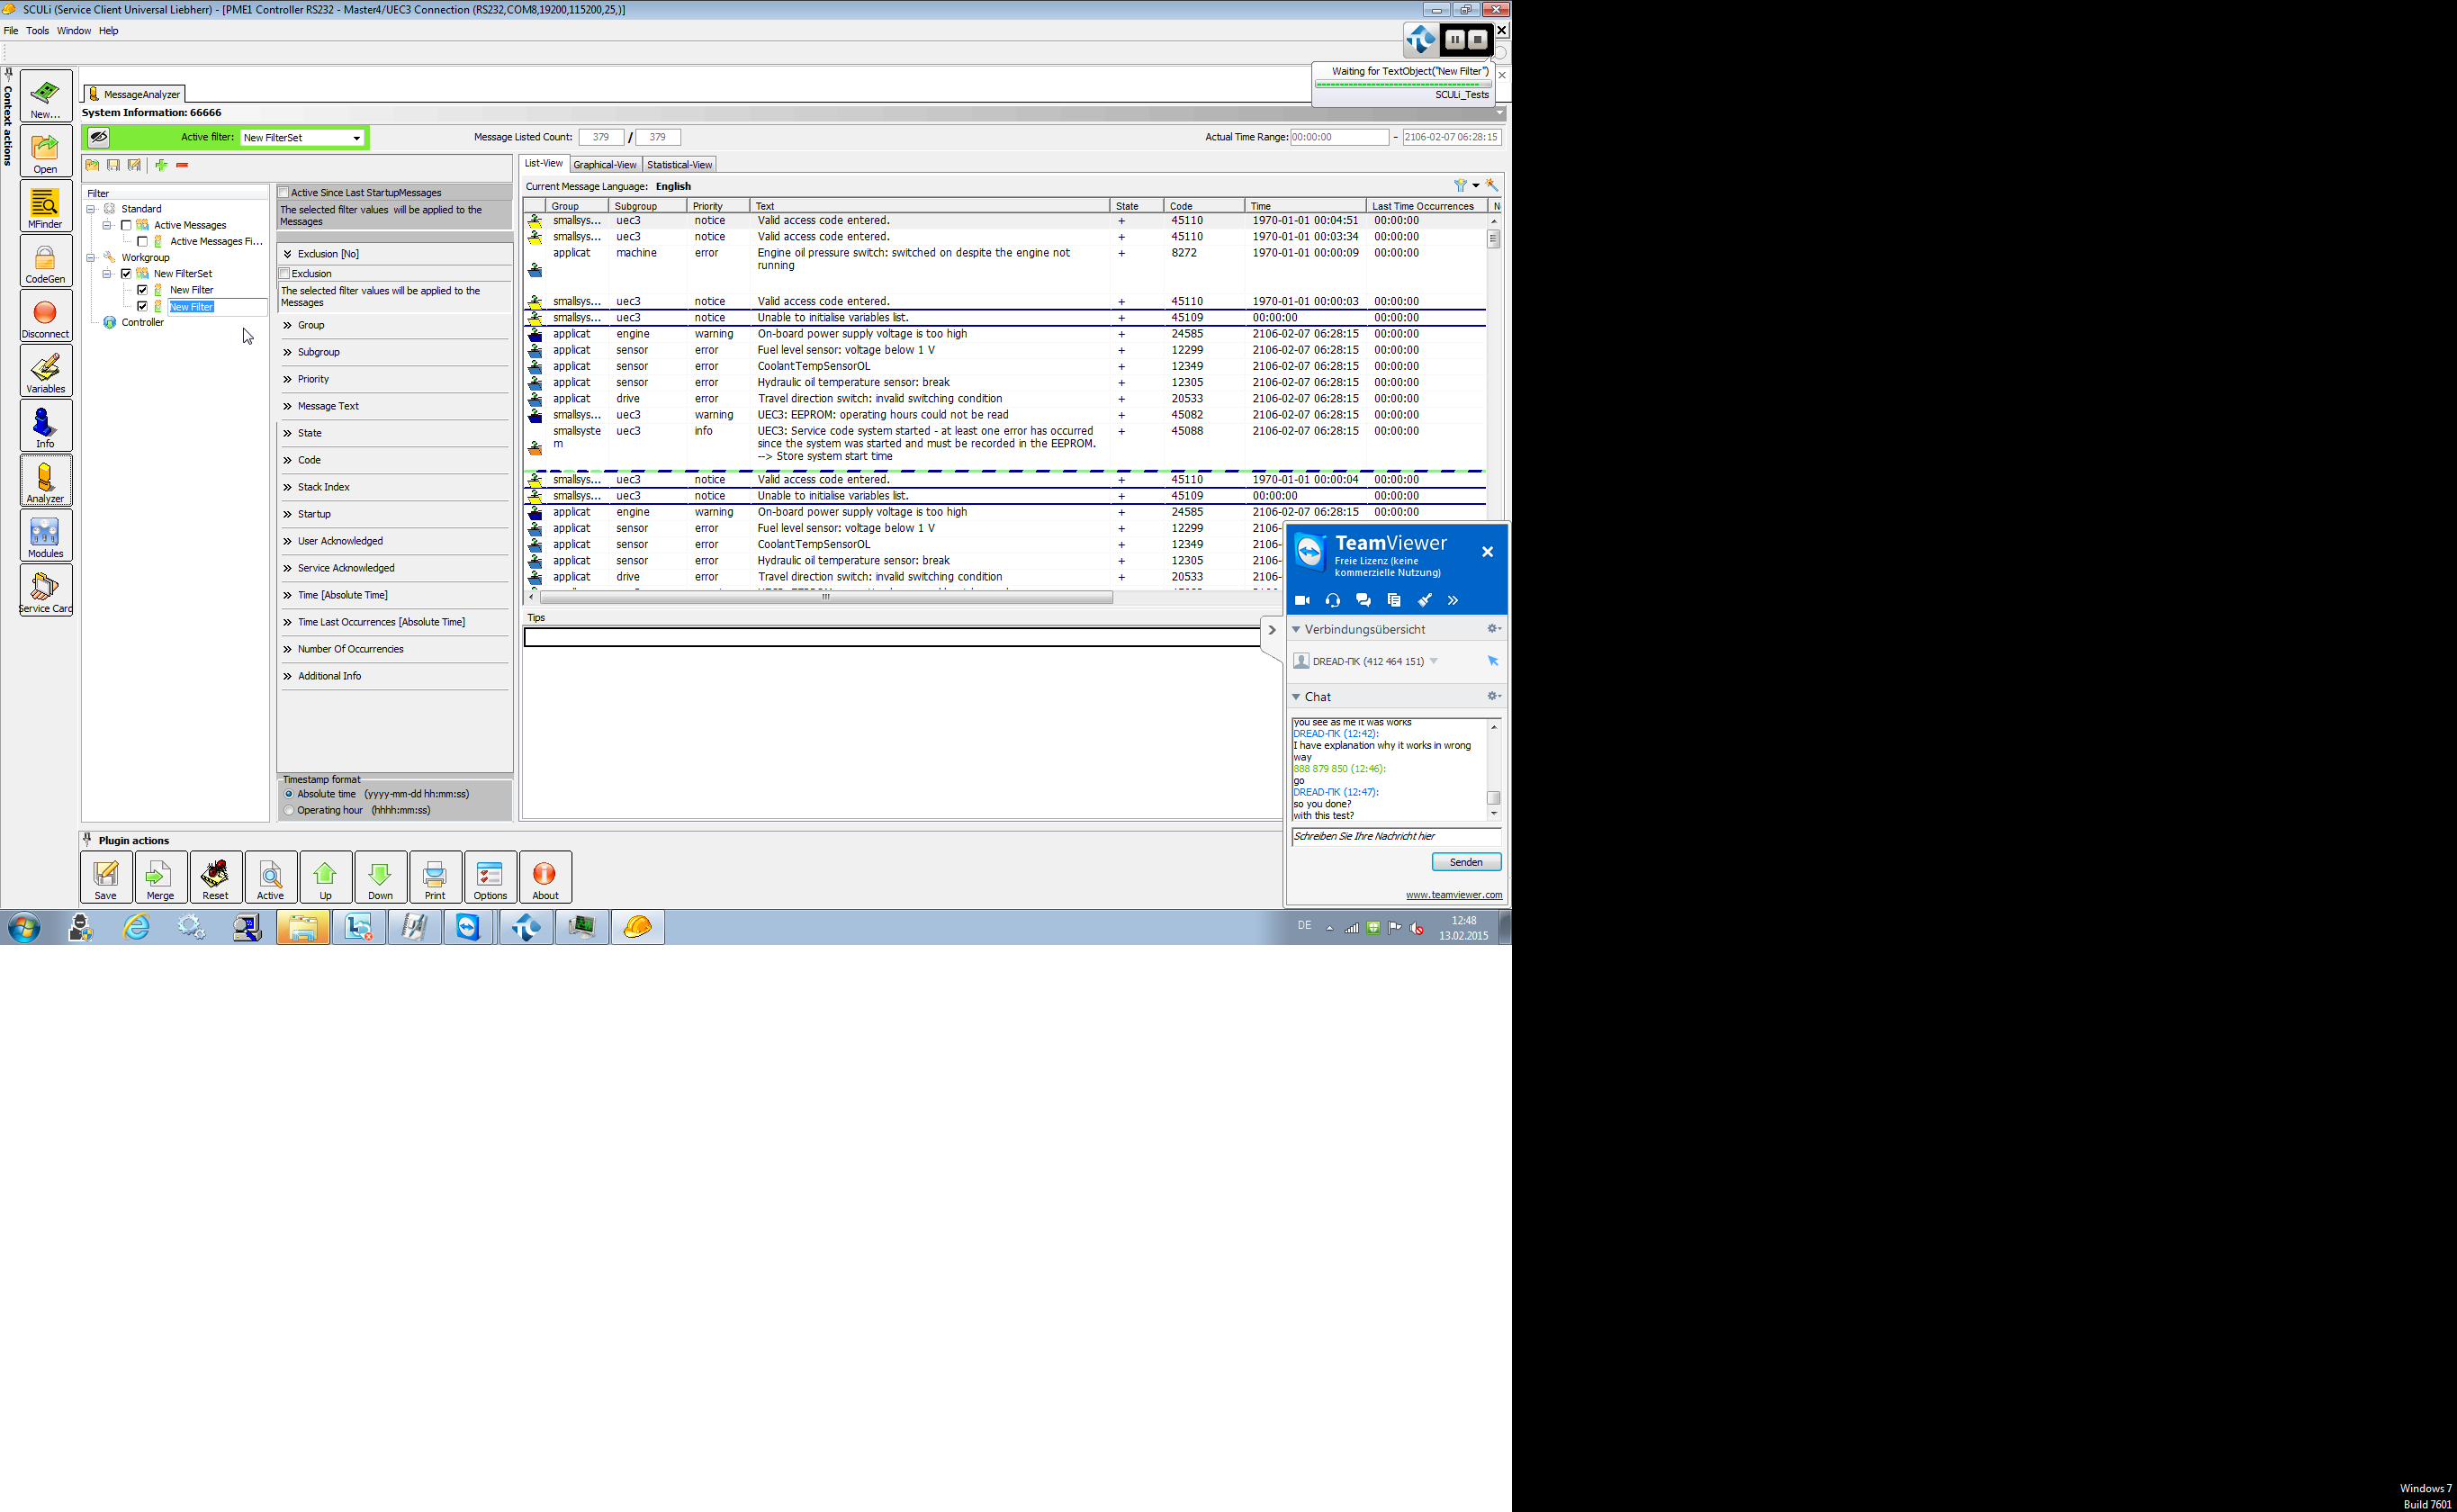 SCULi (Service Client Universal Liebherr) - [PME1 Controller RS232 - Master4/UEC3 Connection (RS232,COM8,19200,115200,25,)]
File Tools Window Help
Waiting for TextObject("New Filter")
SCULi_Tests
Context actions
New...
Open
MFinder
CodeGen
Disconnect
Variables
Info
Analyzer
Modules
Service Card
MessageAnalyzer
System Information: 66666
Active filter: New FilterSet
Message Listed Count: 379 / 379
Actual Time Range: 00:00:00 - 2106-02-07 06:28:15
Filter
Standard
Active Messages
Active Messages Fi...
Workgroup
New FilterSet
New Filter
New Filter
Controller
Active Since Last StartupMessages
The selected filter values will be applied to the
Messages
Exclusion [No]
Exclusion
The selected filter values will be applied to the
Messages
Group
Subgroup
Priority
Message Text
State
Code
Stack Index
Startup
User Acknowledged
Service Acknowledged
Time [Absolute Time]
Time Last Occurrences [Absolute Time]
Number Of Occurrencies
Additional Info
Timestamp format
Absolute time (yyyy-mm-dd hh:mm:ss)
Operating hour (hhhh:mm:ss)
List-View Graphical-View Statistical-View
Current Message Language: English
Group Subgroup Priority Text State Code Time Last Time Occurrences N
smallsys... uec3 notice Valid access code entered. + 45110 1970-01-01 00:04:51 00:00:00
smallsys... uec3 notice Valid access code entered. + 45110 1970-01-01 00:03:34 00:00:00
applicat machine error Engine oil pressure switch: switched on despite the engine not + 8272 1970-01-01 00:00:09 00:00:00
running
smallsys... uec3 notice Valid access code entered. + 45110 1970-01-01 00:00:03 00:00:00
smallsys... uec3 notice Unable to initialise variables list. + 45109 00:00:00 00:00:00
applicat engine warning On-board power supply voltage is too high + 24585 2106-02-07 06:28:15 00:00:00
applicat sensor error Fuel level sensor: voltage below 1 V + 12299 2106-02-07 06:28:15 00:00:00
applicat sensor error CoolantTempSensorOL + 12349 2106-02-07 06:28:15 00:00:00
applicat sensor error Hydraulic oil temperature sensor: break + 12305 2106-02-07 06:28:15 00:00:00
applicat drive error Travel direction switch: invalid switching condition + 20533 2106-02-07 06:28:15 00:00:00
smallsys... uec3 warning UEC3: EEPROM: operating hours could not be read + 45082 2106-02-07 06:28:15 00:00:00
smallsyste uec3 info UEC3: Service code system started - at least one error has occurred + 45088 2106-02-07 06:28:15 00:00:00
m since the system was started and must be recorded in the EEPROM.
--> Store system start time
smallsys... uec3 notice Valid access code entered. + 45110 1970-01-01 00:00:04 00:00:00
smallsys... uec3 notice Unable to initialise variables list. + 45109 00:00:00 00:00:00
applicat engine warning On-board power supply voltage is too high + 24585 2106-02-07 06:28:15 00:00:00
applicat sensor error Fuel level sensor: voltage below 1 V + 12299 2106-
applicat sensor error CoolantTempSensorOL + 12349 2106-
applicat sensor error Hydraulic oil temperature sensor: break + 12305 2106-
applicat drive error Travel direction switch: invalid switching condition + 20533 2106-
Tips
TeamViewer
Freie Lizenz (keine
kommerzielle Nutzung)
Verbindungsübersicht
DREAD-ПК (412 464 151)
Chat
you see as me it was works
DREAD-ПК (12:42):
I have explanation why it works in wrong
way
888 879 850 (12:46):
go
DREAD-ПК (12:47):
so you done?
with this test?
Schreiben Sie Ihre Nachricht hier
Senden
www.teamviewer.com
Plugin actions
Save Merge Reset Active Up Down Print Options About
DE
12:48
13.02.2015
Windows 7
Build 7601